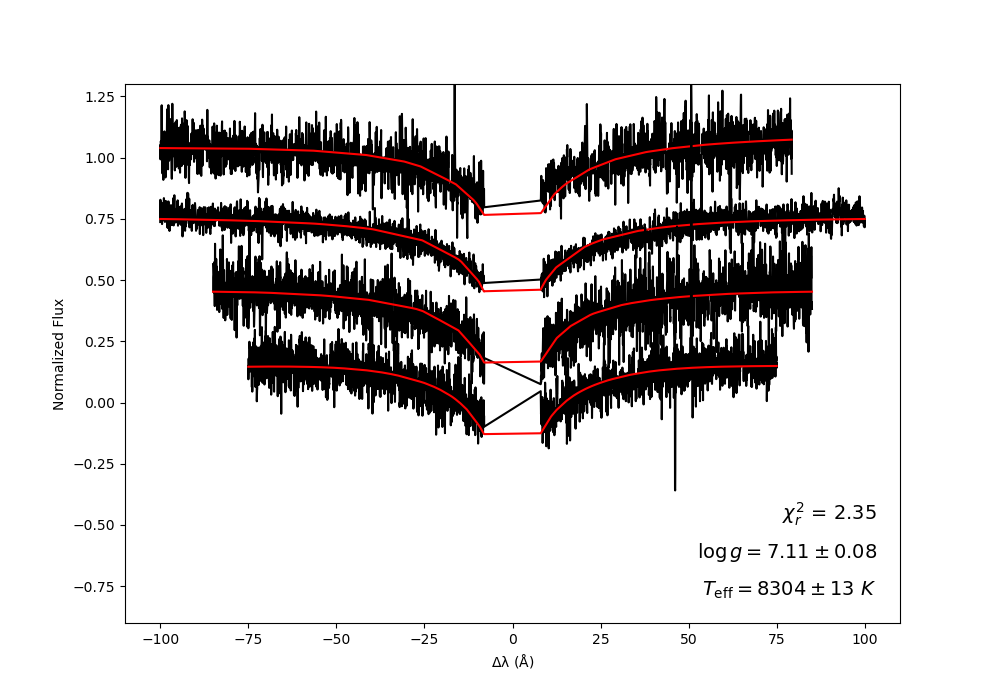 1.25
1.00
0.75
0.50
0.25
0.00
−0.25
−0.50
−0.75
Normalized Flux
χ²ᵣ = 2.35
log g = 7.11 ± 0.08
T_eff = 8304 ± 13 K
−100 −75 −50 −25 0 25 50 75 100
Δλ (Å)